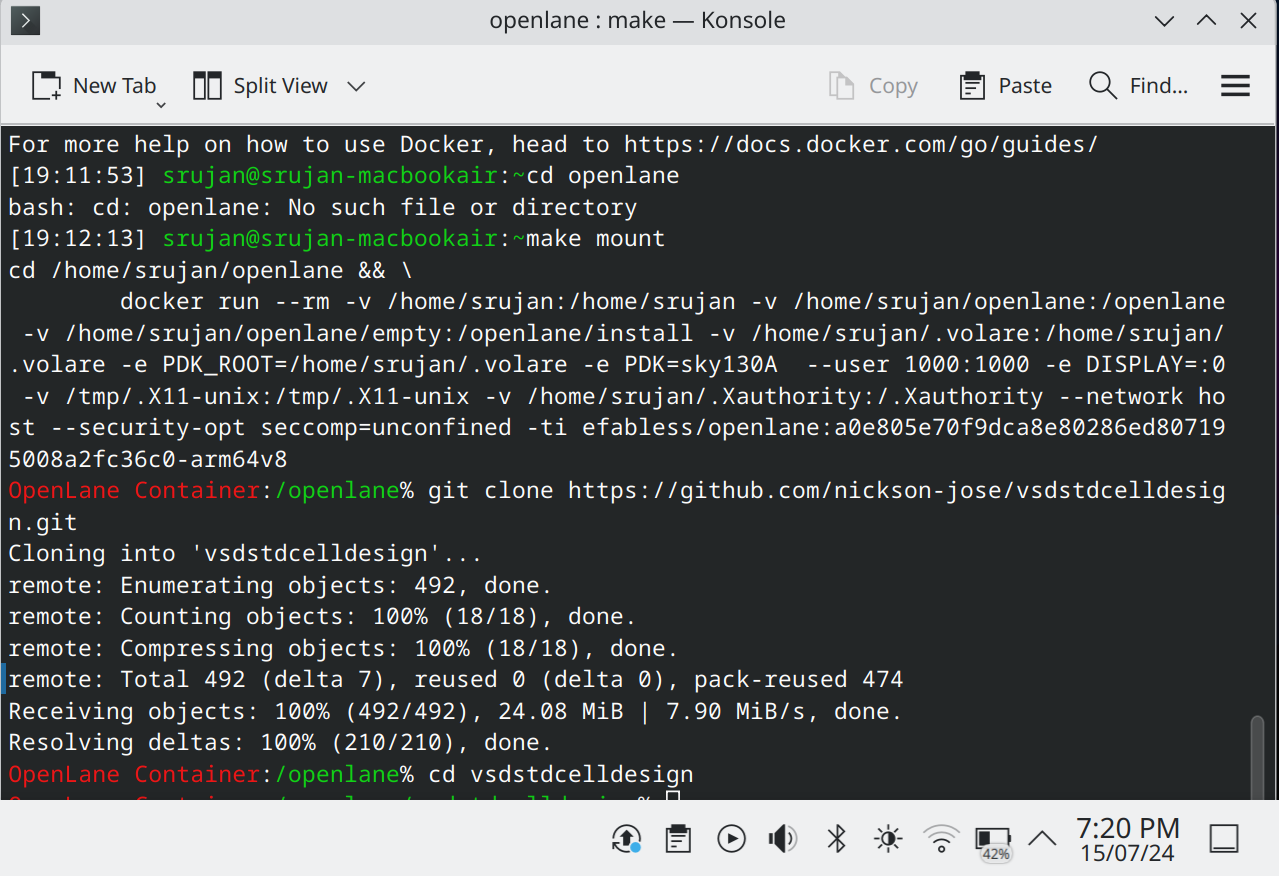 openlane : make — Konsole
New Tab Split View Copy Paste Find...
For more help on how to use Docker, head to https://docs.docker.com/go/guides/
[19:11:53] srujan@srujan-macbookair:~cd openlane
bash: cd: openlane: No such file or directory
[19:12:13] srujan@srujan-macbookair:~make mount
cd /home/srujan/openlane && \
        docker run --rm -v /home/srujan:/home/srujan -v /home/srujan/openlane:/openlane
 -v /home/srujan/openlane/empty:/openlane/install -v /home/srujan/.volare:/home/srujan/
.volare -e PDK_ROOT=/home/srujan/.volare -e PDK=sky130A  --user 1000:1000 -e DISPLAY=:0
 -v /tmp/.X11-unix:/tmp/.X11-unix -v /home/srujan/.Xauthority:/.Xauthority --network ho
st --security-opt seccomp=unconfined -ti efabless/openlane:a0e805e70f9dca8e80286ed80719
5008a2fc36c0-arm64v8
OpenLane Container:/openlane% git clone https://github.com/nickson-jose/vsdstdcelldesig
n.git
Cloning into 'vsdstdcelldesign'...
remote: Enumerating objects: 492, done.
remote: Counting objects: 100% (18/18), done.
remote: Compressing objects: 100% (18/18), done.
remote: Total 492 (delta 7), reused 0 (delta 0), pack-reused 474
Receiving objects: 100% (492/492), 24.08 MiB | 7.90 MiB/s, done.
Resolving deltas: 100% (210/210), done.
OpenLane Container:/openlane% cd vsdstdcelldesign
42%
7:20 PM
15/07/24